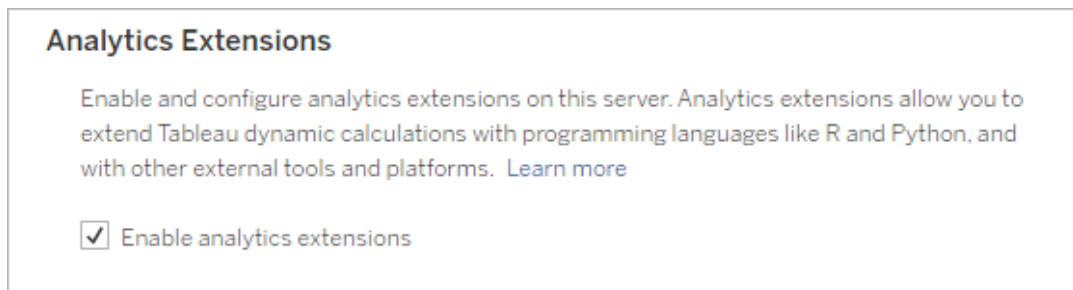 Analytics Extensions
Enable and configure analytics extensions on this server. Analytics extensions allow you to
extend Tableau dynamic calculations with programming languages like R and Python, and
with other external tools and platforms. Learn more
Enable analytics extensions